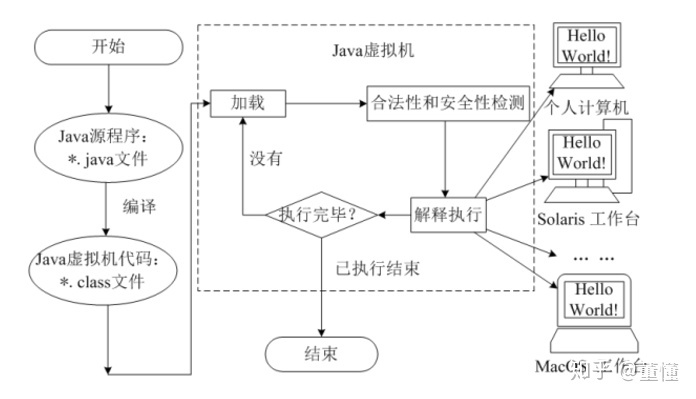 开始
Java源程序：
*. java文件
编译
Java虚拟机代码：
*. class文件
Java虚拟机
加载
合法性和安全性检测
没有
执行完毕？
解释执行
已执行结束
结束
Hello
World!
个人计算机
Hello
World!
Solaris 工作台
... ...
Hello
World!
MacOS 工作台
知乎 @董懂